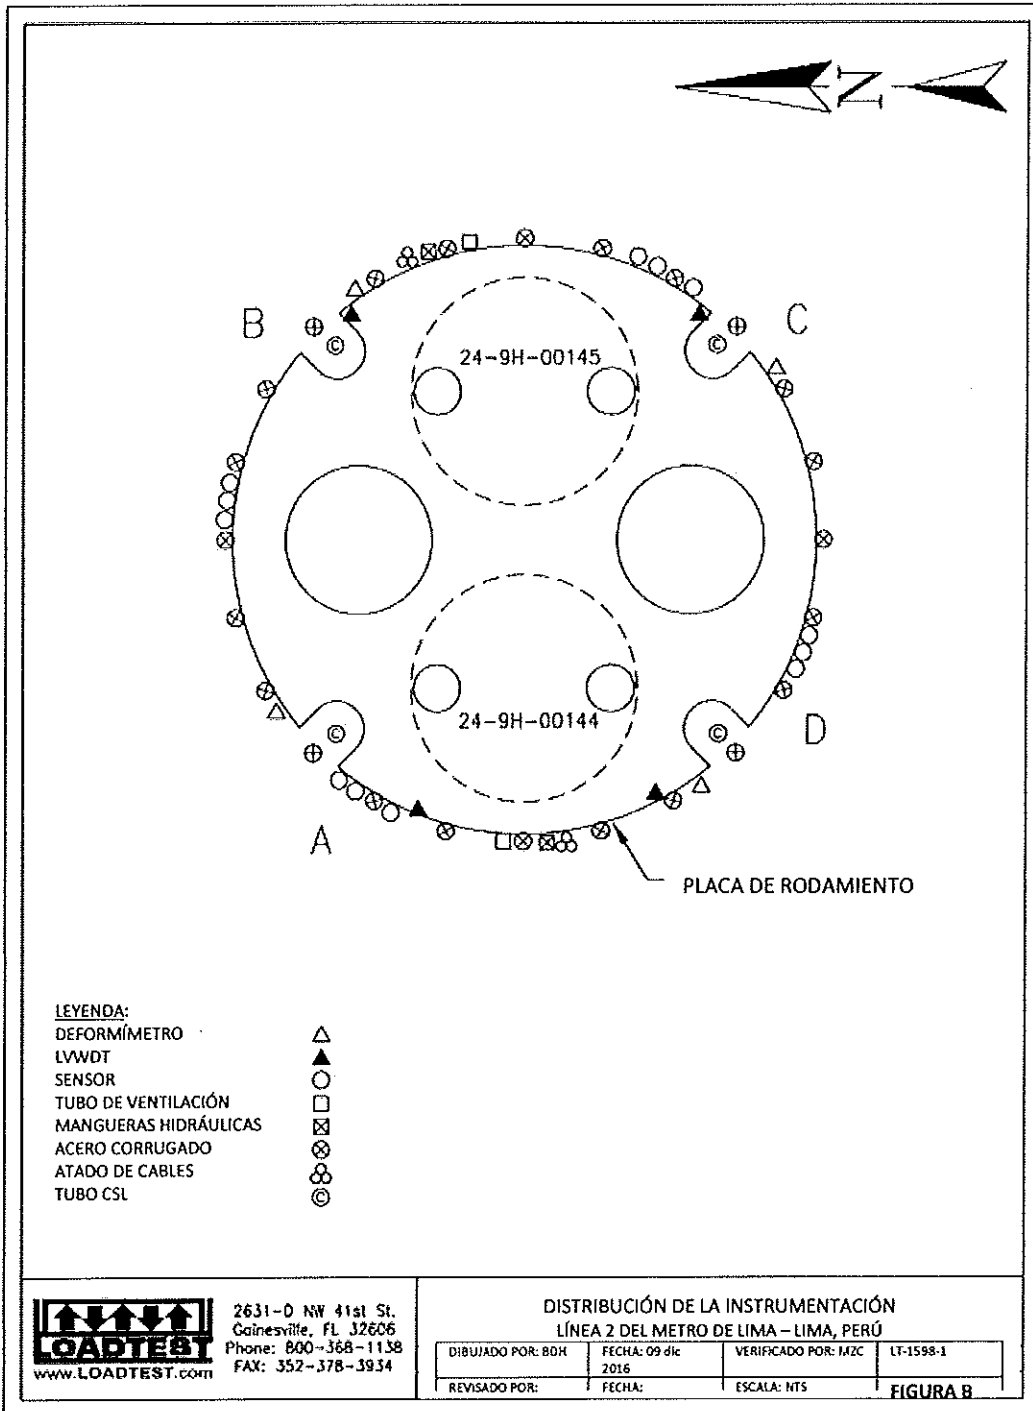 N
B
C
24-9H-00145
24-9H-00144
D
A
PLACA DE RODAMIENTO
LEYENDA:
DEFORMÍMETRO
LVWDT
SENSOR
TUBO DE VENTILACIÓN
MANGUERAS HIDRÁULICAS
ACERO CORRUGADO
ATADO DE CABLES
TUBO CSL
LOADTEST
www.LOADTEST.com
2631-D NW 41st St.
Gainesville, FL 32606
Phone: 800-368-1138
FAX: 352-378-3934
DISTRIBUCIÓN DE LA INSTRUMENTACIÓN
LÍNEA 2 DEL METRO DE LIMA – LIMA, PERÚ
DIBUJADO POR: BDH
FECHA: 09 dic 2016
VERIFICADO POR: MZC
LT-1598-1
REVISADO POR:
FECHA:
ESCALA: NTS
FIGURA B